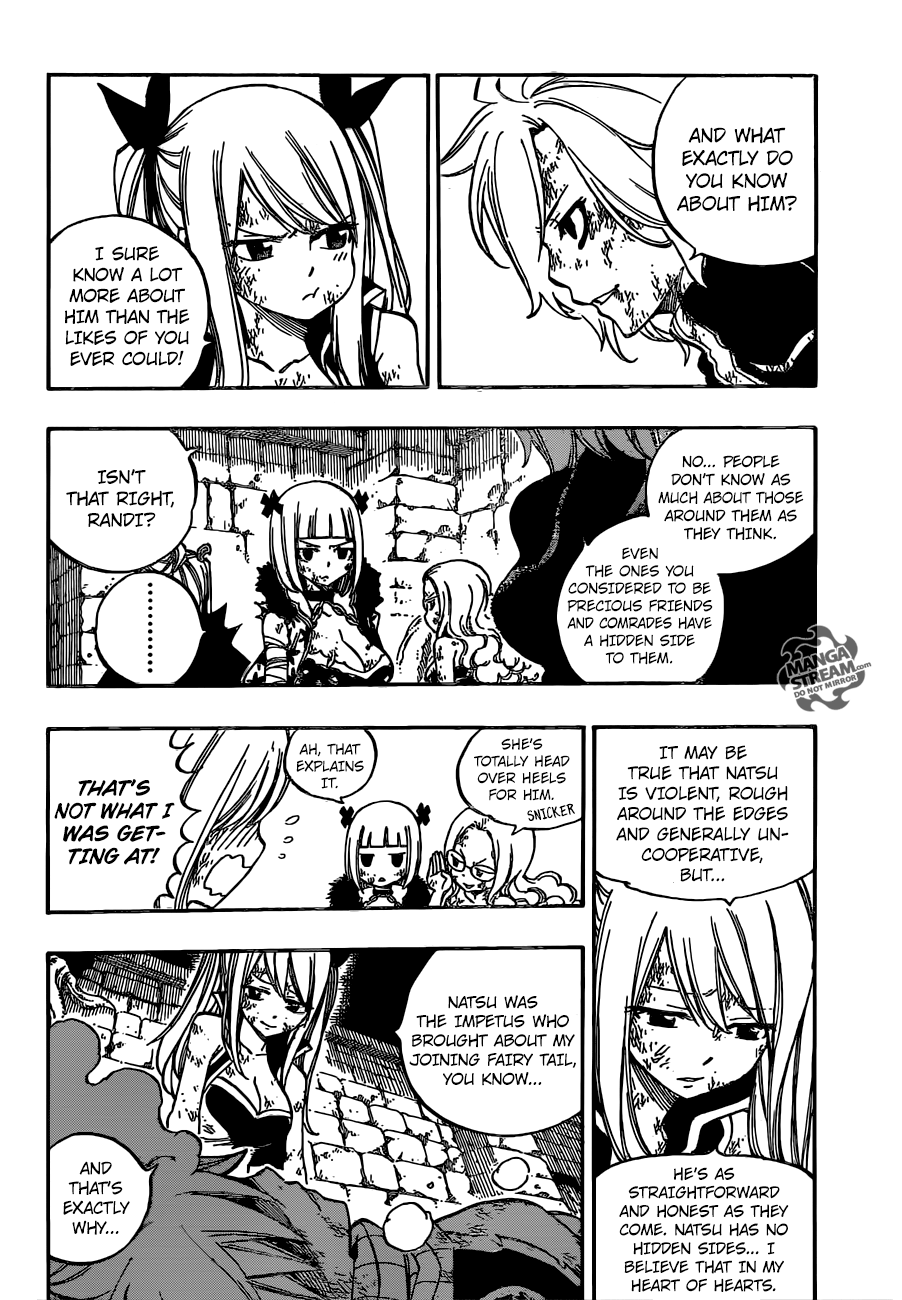 AND WHAT
EXACTLY DO
YOU KNOW
ABOUT HIM?
I SURE
KNOW A LOT
MORE ABOUT
HIM THAN THE
LIKES OF YOU
EVER COULD!
NO... PEOPLE
DON'T KNOW AS
MUCH ABOUT THOSE
AROUND THEM AS
THEY THINK.
EVEN
THE ONES YOU
CONSIDERED TO BE
PRECIOUS FRIENDS
AND COMRADES HAVE
A HIDDEN SIDE
TO THEM.
ISN'T
THAT RIGHT,
RANDI?
.........
MANGA
STREAM.com
DO NOT MIRROR
IT MAY BE
TRUE THAT NATSU
IS VIOLENT, ROUGH
AROUND THE EDGES
AND GENERALLY UN-
COOPERATIVE,
BUT...
HE'S AS
STRAIGHTFORWARD
AND HONEST AS THEY
COME. NATSU HAS NO
HIDDEN SIDES... I
BELIEVE THAT IN MY
HEART OF HEARTS.
SHE'S
TOTALLY HEAD
OVER HEELS
FOR HIM.
SNICKER
AH, THAT
EXPLAINS
IT.
THAT'S
NOT WHAT I
WAS GET-
TING AT!
NATSU WAS
THE IMPETUS WHO
BROUGHT ABOUT MY
JOINING FAIRY TAIL,
YOU KNOW...
AND
THAT'S
EXACTLY
WHY...